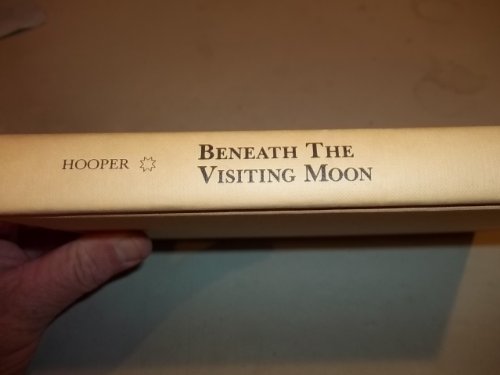 HOOPER
BENEATH THE
VISITING MOON